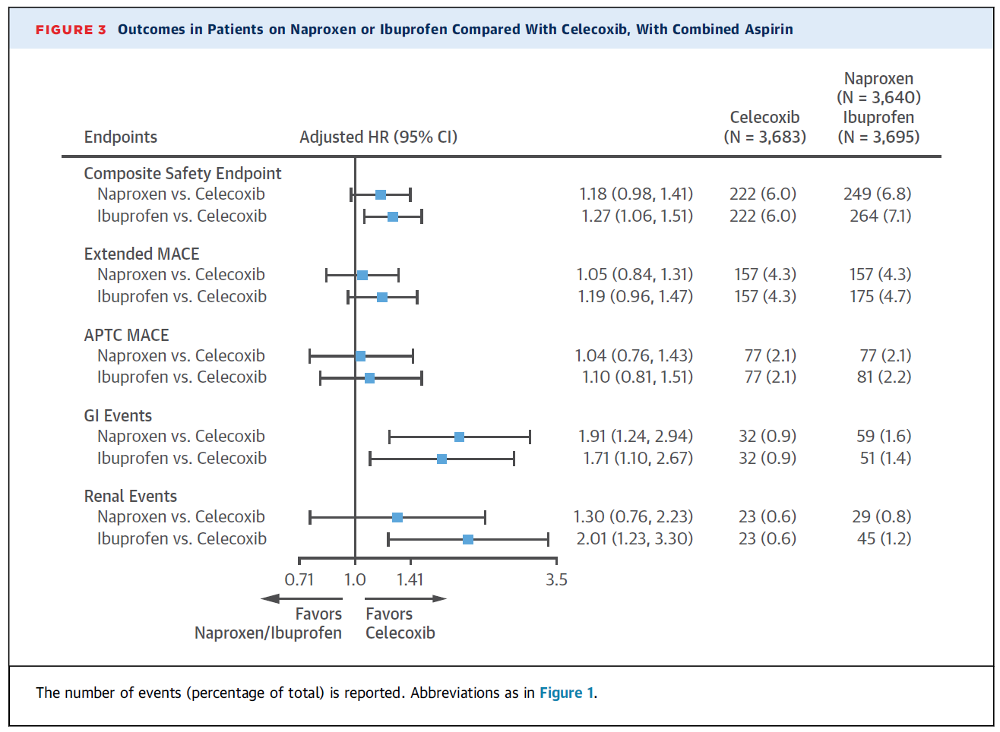 FIGURE 3 Outcomes in Patients on Naproxen or Ibuprofen Compared With Celecoxib, With Combined Aspirin
Naproxen
(N = 3,640)
Celecoxib Ibuprofen
Endpoints Adjusted HR (95% CI) (N = 3,683) (N = 3,695)
Composite Safety Endpoint
Naproxen vs. Celecoxib 1.18 (0.98, 1.41) 222 (6.0) 249 (6.8)
Ibuprofen vs. Celecoxib 1.27 (1.06, 1.51) 222 (6.0) 264 (7.1)
Extended MACE
Naproxen vs. Celecoxib 1.05 (0.84, 1.31) 157 (4.3) 157 (4.3)
Ibuprofen vs. Celecoxib 1.19 (0.96, 1.47) 157 (4.3) 175 (4.7)
APTC MACE
Naproxen vs. Celecoxib 1.04 (0.76, 1.43) 77 (2.1) 77 (2.1)
Ibuprofen vs. Celecoxib 1.10 (0.81, 1.51) 77 (2.1) 81 (2.2)
GI Events
Naproxen vs. Celecoxib 1.91 (1.24, 2.94) 32 (0.9) 59 (1.6)
Ibuprofen vs. Celecoxib 1.71 (1.10, 2.67) 32 (0.9) 51 (1.4)
Renal Events
Naproxen vs. Celecoxib 1.30 (0.76, 2.23) 23 (0.6) 29 (0.8)
Ibuprofen vs. Celecoxib 2.01 (1.23, 3.30) 23 (0.6) 45 (1.2)
0.71 1.0 1.41 3.5
Favors Favors
Naproxen/Ibuprofen Celecoxib
The number of events (percentage of total) is reported. Abbreviations as in Figure 1.